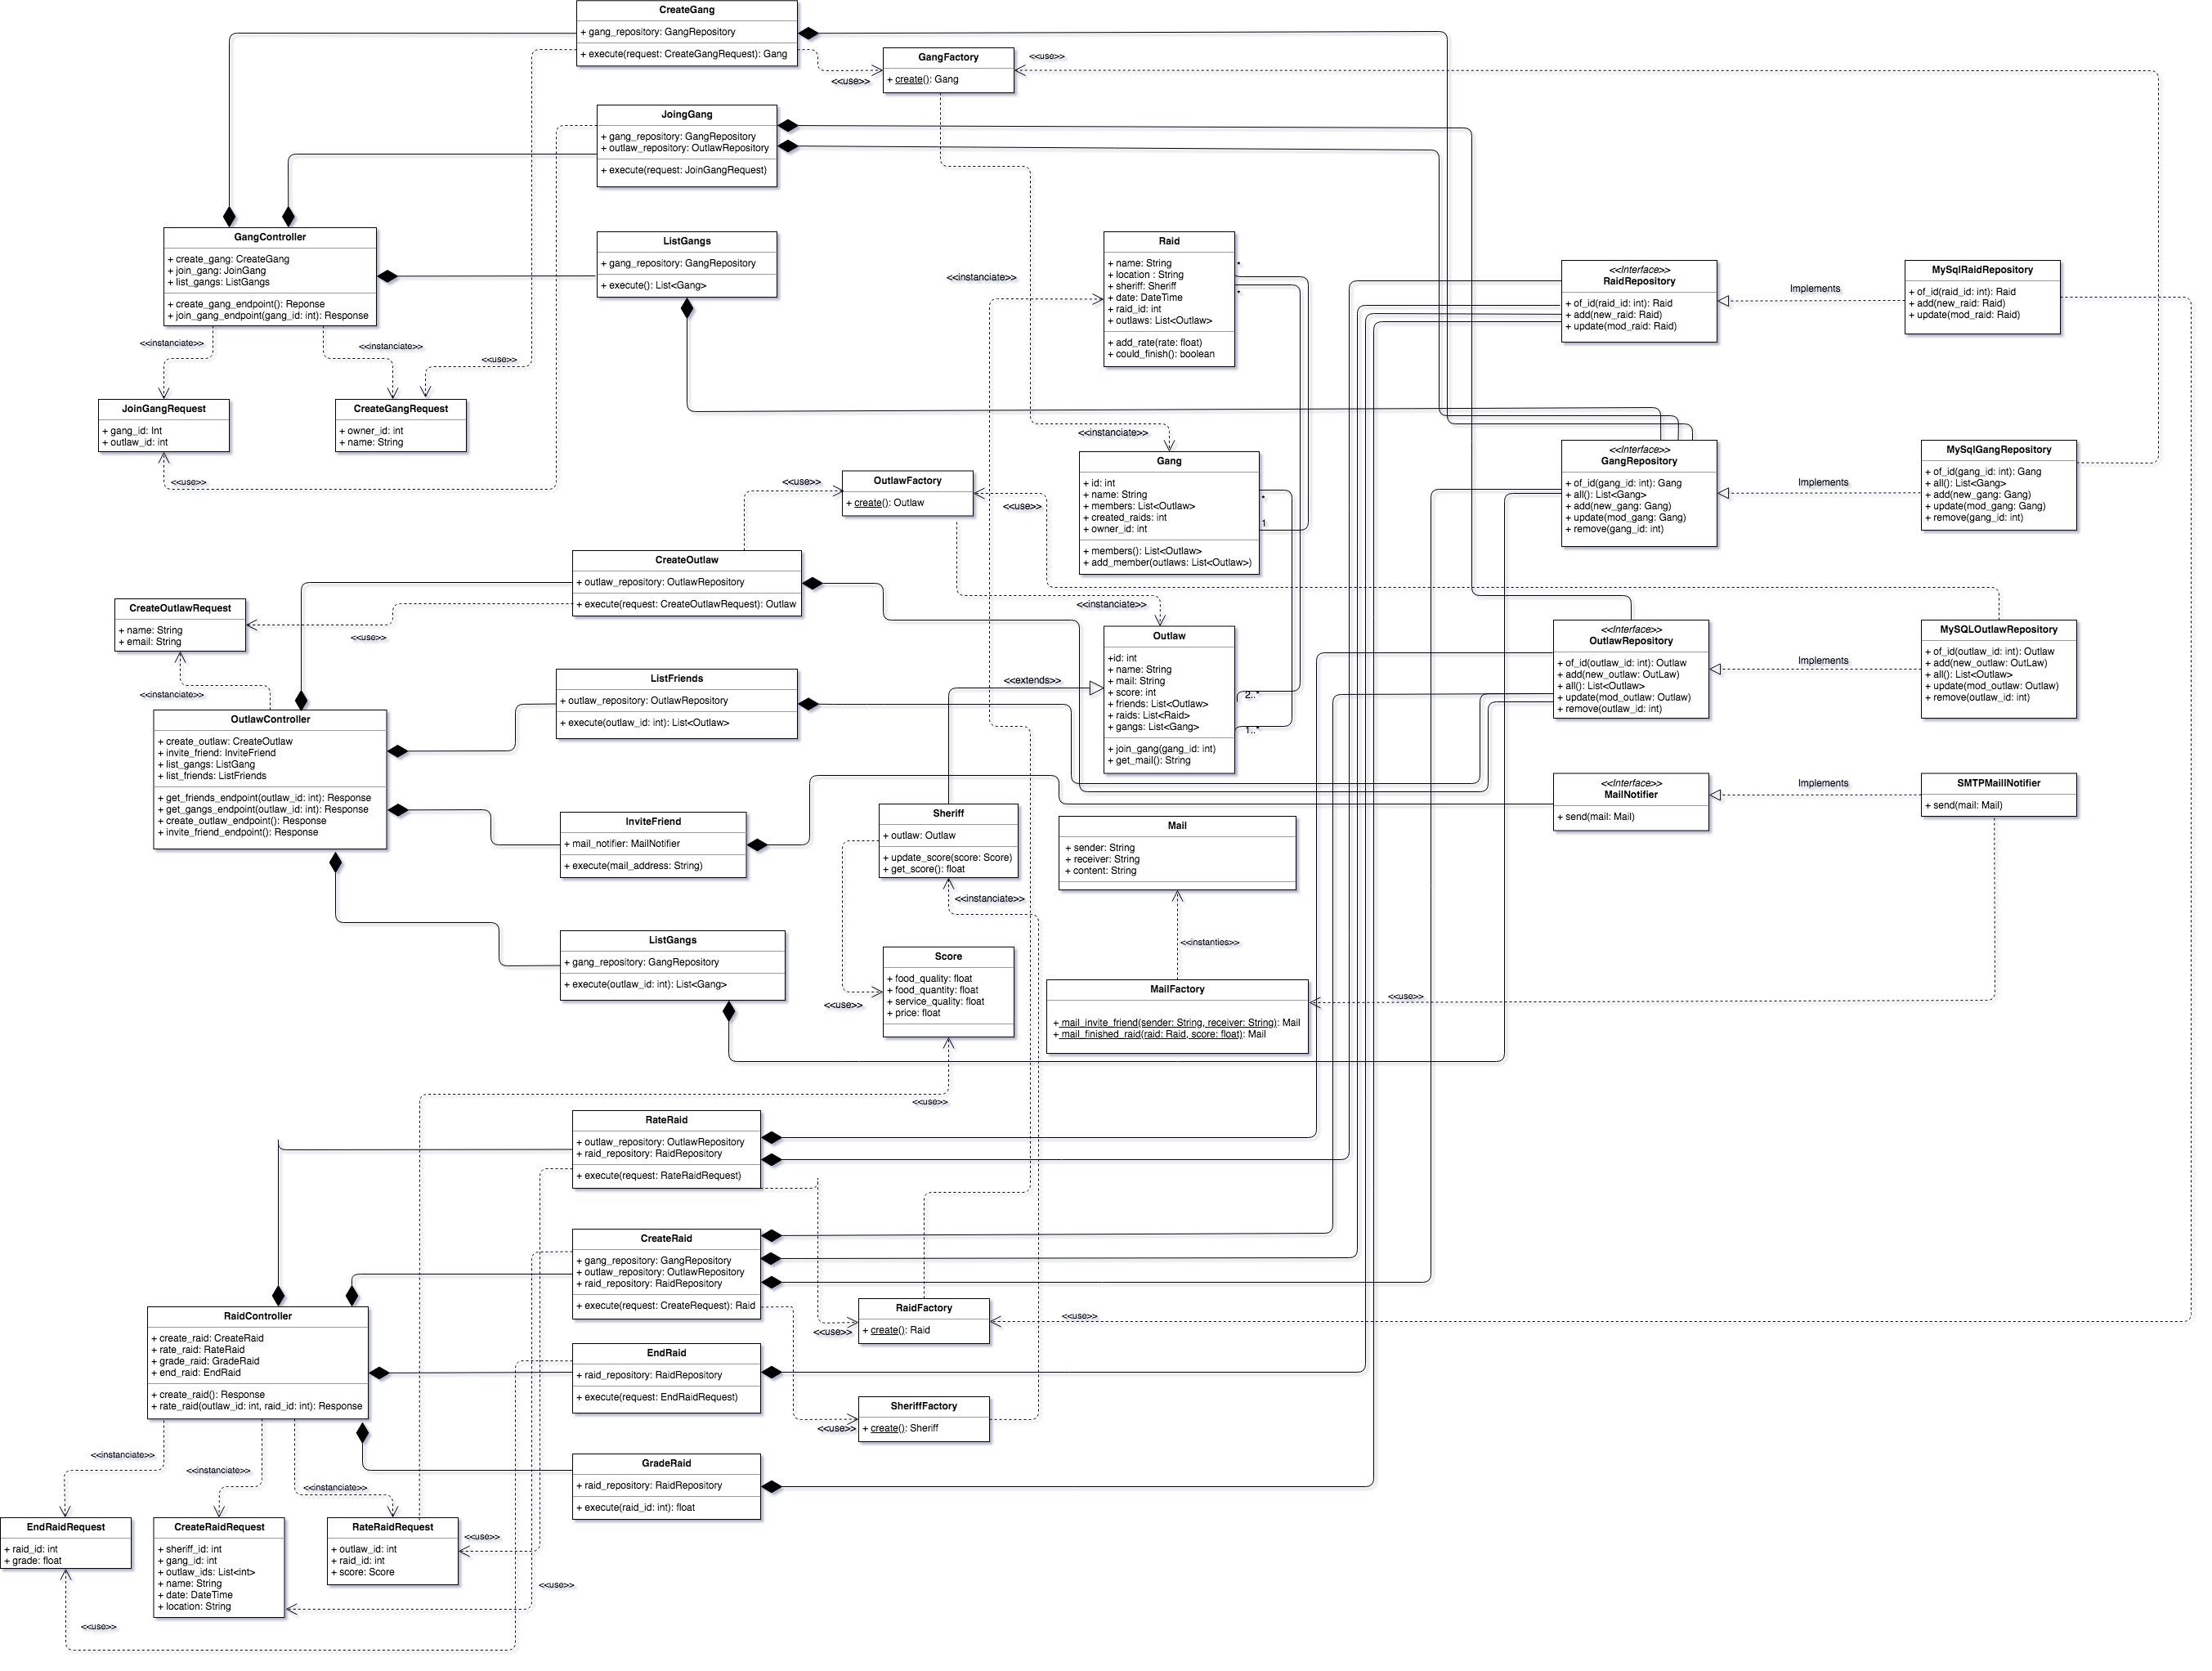 CreateGang
+ gang_repository: GangRepository
+ execute(request: CreateGangRequest): Gang
GangFactory
+ create(): Gang
<<use>>
<<use>>
JoingGang
+ gang_repository: GangRepository
+ outlaw_repository: OutlawRepository
+ execute(request: JoinGangRequest)
GangController
+ create_gang: CreateGang
+ join_gang: JoinGang
+ list_gangs: ListGangs
+ create_gang_endpoint(): Reponse
+ join_gang_endpoint(gang_id: int): Response
ListGangs
+ gang_repository: GangRepository
+ execute(): List<Gang>
<<instanciate>>
Raid
+ name: String
+ location : String
+ sheriff: Sheriff
+ date: DateTime
+ raid_id: int
+ outlaws: List<Outlaw>
+ add_rate(rate: float)
+ could_finish(): boolean
*
*
<<Interface>>
RaidRepository
+ of_id(raid_id: int): Raid
+ add(new_raid: Raid)
+ update(mod_raid: Raid)
Implements
MySqlRaidRepository
+ of_id(raid_id: int): Raid
+ add(new_raid: Raid)
+ update(mod_raid: Raid)
<<instanciate>>
<<instanciate>>
<<use>>
JoinGangRequest
+ gang_id: Int
+ outlaw_id: int
CreateGangRequest
+ owner_id: int
+ name: String
<<use>>
<<instanciate>>
Gang
+ id: int
+ name: String
+ members: List<Outlaw>
+ created_raids: int
+ owner_id: int
+ members(): List<Outlaw>
+ add_member(outlaws: List<Outlaw>)
*
1
<<Interface>>
GangRepository
+ of_id(gang_id: int): Gang
+ all(): List<Gang>
+ add(new_gang: Gang)
+ update(mod_gang: Gang)
+ remove(gang_id: int)
Implements
MySqlGangRepository
+ of_id(gang_id: int): Gang
+ all(): List<Gang>
+ add(new_gang: Gang)
+ update(mod_gang: Gang)
+ remove(gang_id: int)
<<use>>
OutlawFactory
+ create(): Outlaw
<<use>>
CreateOutlaw
+ outlaw_repository: OutlawRepository
+ execute(request: CreateOutlawRequest): Outlaw
CreateOutlawRequest
+ name: String
+ email: String
<<use>>
<<instanciate>>
<<instanciate>>
Outlaw
+id: int
+ name: String
+ mail: String
+ score: int
+ friends: List<Outlaw>
+ raids: List<Raid>
+ gangs: List<Gang>
+ join_gang(gang_id: int)
+ get_mail(): String
2..*
1..*
<<extends>>
<<Interface>>
OutlawRepository
+ of_id(outlaw_id: int): Outlaw
+ add(new_outlaw: OutLaw)
+ all(): List<Outlaw>
+ update(mod_outlaw: Outlaw)
+ remove(outlaw_id: int)
Implements
MySQLOutlawRepository
+ of_id(outlaw_id: int): Outlaw
+ add(new_outlaw: OutLaw)
+ all(): List<Outlaw>
+ update(mod_outlaw: Outlaw)
+ remove(outlaw_id: int)
ListFriends
+ outlaw_repository: OutlawRepository
+ execute(outlaw_id: int): List<Outlaw>
OutlawController
+ create_outlaw: CreateOutlaw
+ invite_friend: InviteFriend
+ list_gangs: ListGang
+ list_friends: ListFriends
+ get_friends_endpoint(outlaw_id: int): Response
+ get_gangs_endpoint(outlaw_id: int): Response
+ create_outlaw_endpoint(): Response
+ invite_friend_endpoint(): Response
InviteFriend
+ mail_notifier: MailNotifier
+ execute(mail_address: String)
Sheriff
+ outlaw: Outlaw
+ update_score(score: Score)
+ get_score(): float
<<instanciate>>
Mail
+ sender: String
+ receiver: String
+ content: String
<<Interface>>
MailNotifier
+ send(mail: Mail)
Implements
SMTPMaillNotifier
+ send(mail: Mail)
<<instanties>>
ListGangs
+ gang_repository: GangRepository
+ execute(outlaw_id: int): List<Gang>
Score
+ food_quality: float
+ food_quantity: float
+ service_quality: float
+ price: float
<<use>>
MailFactory
+ mail_invite_friend(sender: String, receiver: String): Mail
+ mail_finished_raid(raid: Raid, score: float): Mail
<<use>>
<<use>>
RateRaid
+ outlaw_repository: OutlawRepository
+ raid_repository: RaidRepository
+ execute(request: RateRaidRequest)
CreateRaid
+ gang_repository: GangRepository
+ outlaw_repository: OutlawRepository
+ raid_repository: RaidRepository
+ execute(request: CreateRequest): Raid
RaidController
+ create_raid: CreateRaid
+ rate_raid: RateRaid
+ grade_raid: GradeRaid
+ end_raid: EndRaid
+ create_raid(): Response
+ rate_raid(outlaw_id: int, raid_id: int): Response
RaidFactory
+ create(): Raid
<<use>>
<<use>>
EndRaid
+ raid_repository: RaidRepository
+ execute(request: EndRaidRequest)
SheriffFactory
+ create(): Sheriff
<<use>>
GradeRaid
+ raid_repository: RaidRepository
+ execute(raid_id: int): float
<<instanciate>>
<<instanciate>>
<<instanciate>>
EndRaidRequest
+ raid_id: int
+ grade: float
CreateRaidRequest
+ sheriff_id: int
+ gang_id: int
+ outlaw_ids: List<int>
+ name: String
+ date: DateTime
+ location: String
RateRaidRequest
+ outlaw_id: int
+ raid_id: int
+ score: Score
<<use>>
<<use>>
<<use>>